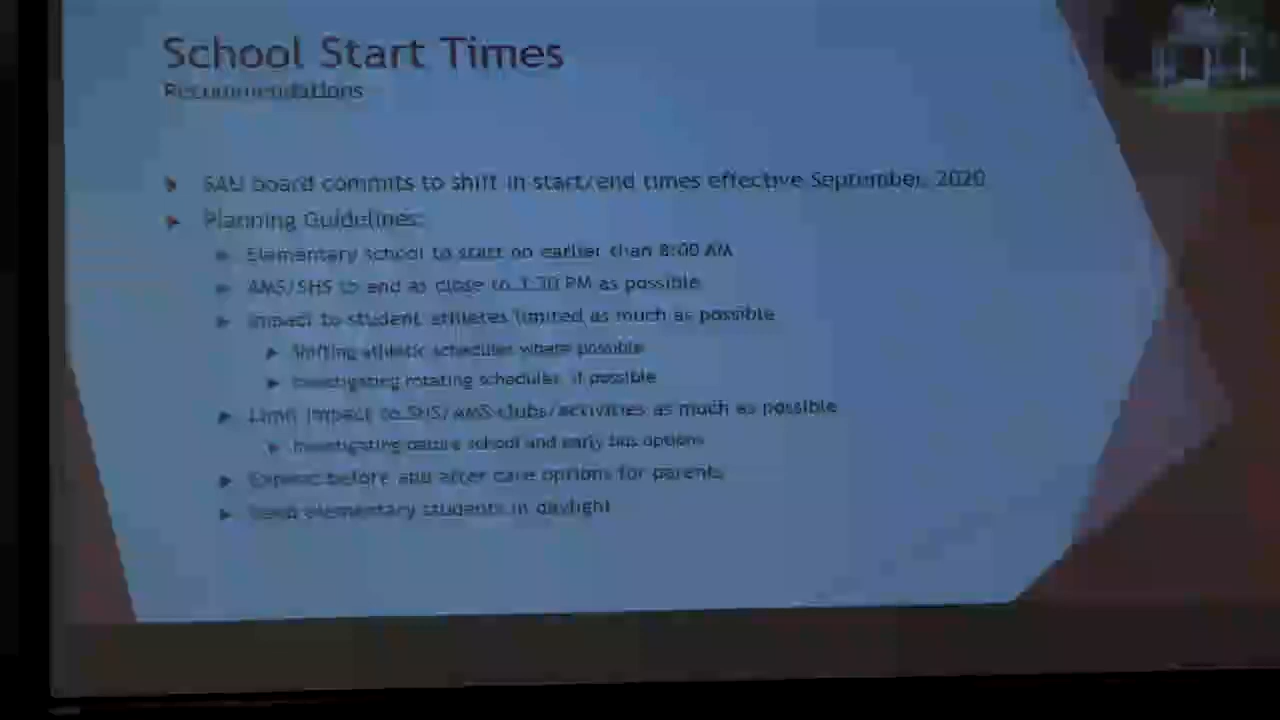 School Start Times
Recommendations
SAU board commits to shift in start/end times effective September, 2020
Planning Guidelines:
Elementary school to start no earlier than 8:00 AM
AMS/SHS to end as close to 3:30 PM as possible
Impact to student athletes limited as much as possible
Shifting athletic schedules where possible
Investigating rotating schedules, if possible
Limit impact to SHS/AMS clubs/activities as much as possible
Investigating before school and early bus options
Expand before and after care options for parents
elementary students in daylight